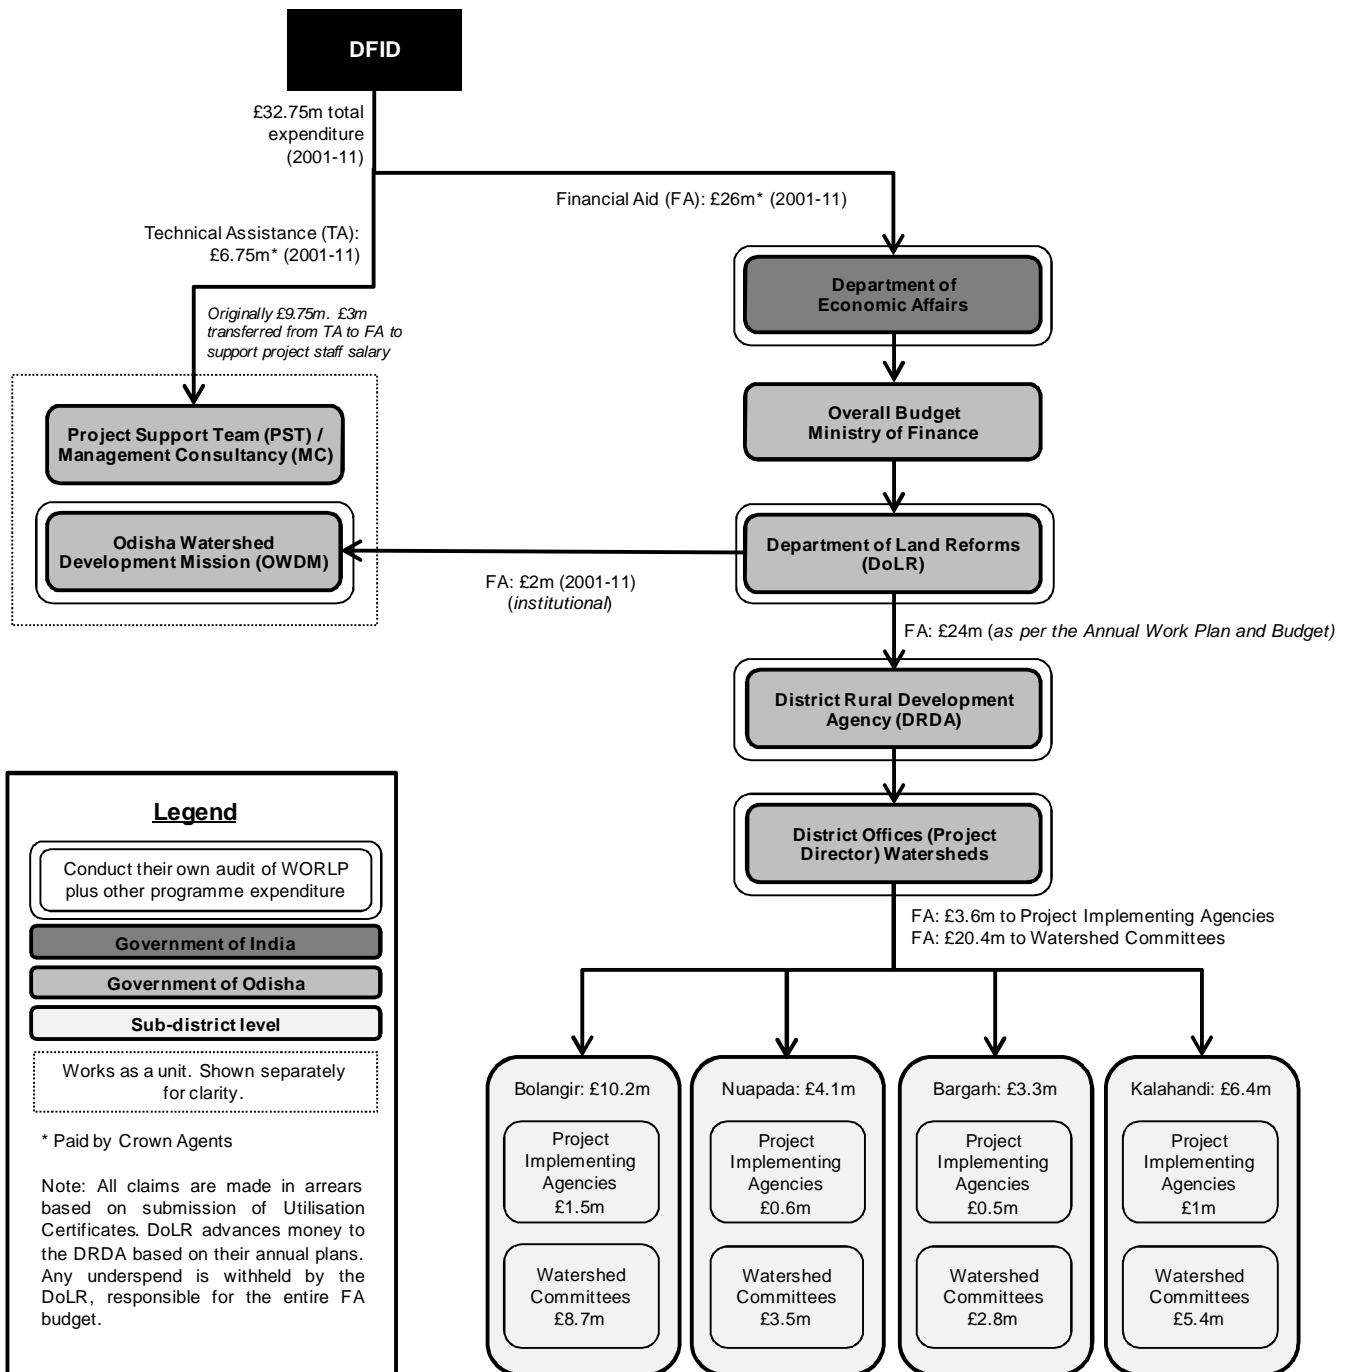 DFID
£32.75m total
expenditure
(2001-11)
Financial Aid (FA): £26m* (2001-11)
Technical Assistance (TA):
£6.75m* (2001-11)
Originally £9.75m. £3m
transferred from TA to FA to
support project staff salary
Department of
Economic Affairs
Overall Budget
Ministry of Finance
Project Support Team (PST) /
Management Consultancy (MC)
Odisha Watershed
Development Mission (OWDM)
Department of Land Reforms
(DoLR)
FA: £2m (2001-11)
(institutional)
FA: £24m (as per the Annual Work Plan and Budget)
District Rural Development
Agency (DRDA)
District Offices (Project
Director) Watersheds
FA: £3.6m to Project Implementing Agencies
FA: £20.4m to Watershed Committees
Legend
Conduct their own audit of WORLP
plus other programme expenditure
Government of India
Government of Odisha
Sub-district level
Works as a unit. Shown separately
for clarity.
* Paid by Crown Agents
Note: All claims are made in arrears
based on submission of Utilisation
Certificates. DoLR advances money to
the DRDA based on their annual plans.
Any underspend is withheld by the
DoLR, responsible for the entire FA
budget.
Bolangir: £10.2m
Project
Implementing
Agencies
£1.5m
Watershed
Committees
£8.7m
Nuapada: £4.1m
Project
Implementing
Agencies
£0.6m
Watershed
Committees
£3.5m
Bargarh: £3.3m
Project
Implementing
Agencies
£0.5m
Watershed
Committees
£2.8m
Kalahandi: £6.4m
Project
Implementing
Agencies
£1m
Watershed
Committees
£5.4m